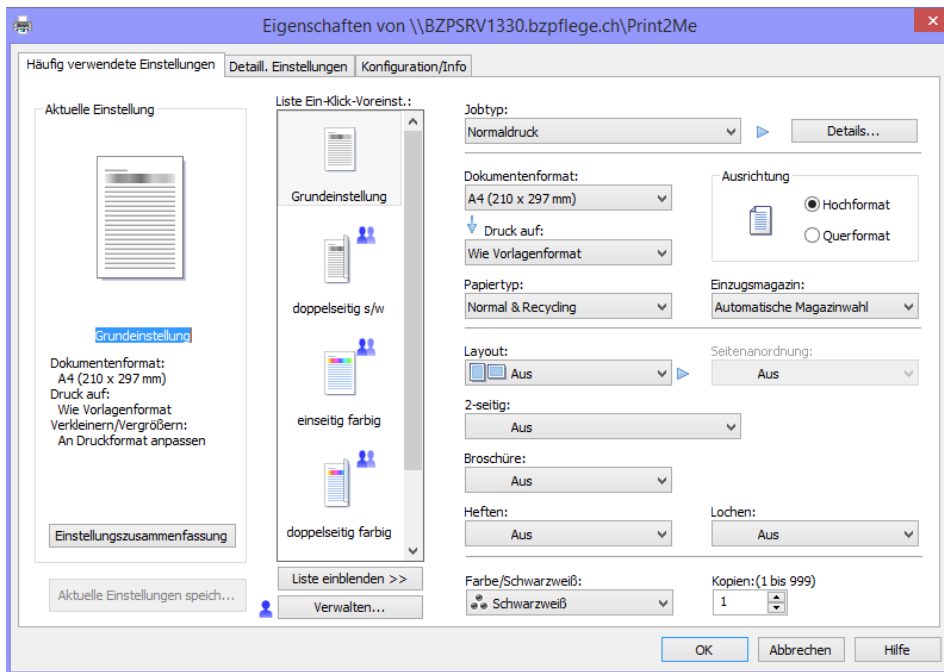 Eigenschaften von \\BZPSRV1330.bzpflege.ch\Print2Me
Häufig verwendete Einstellungen
Detaill. Einstellungen
Konfiguration/Info
Aktuelle Einstellung
Grundeinstellung
Dokumentenformat:
A4 (210 x 297 mm)
Druck auf:
Wie Vorlagenformat
Verkleinern/Vergrößern:
An Druckformat anpassen
Einstellungszusammenfassung
Aktuelle Einstellungen speich...
Liste Ein-Klick-Voreinst.:
Grundeinstellung
doppelseitig s/w
einseitig farbig
doppelseitig farbig
Liste einblenden >>
Verwalten...
Jobtyp:
Normaldruck
Details...
Dokumentenformat:
A4 (210 x 297 mm)
Druck auf:
Wie Vorlagenformat
Ausrichtung
Hochformat
Querformat
Papiertyp:
Normal & Recycling
Einzugsmagazin:
Automatische Magazinwahl
Layout:
Aus
Seitenanordnung:
Aus
2-seitig:
Aus
Broschüre:
Aus
Heften:
Aus
Lochen:
Aus
Farbe/Schwarzweiß:
Schwarzweiß
Kopien:(1 bis 999)
1
OK
Abbrechen
Hilfe